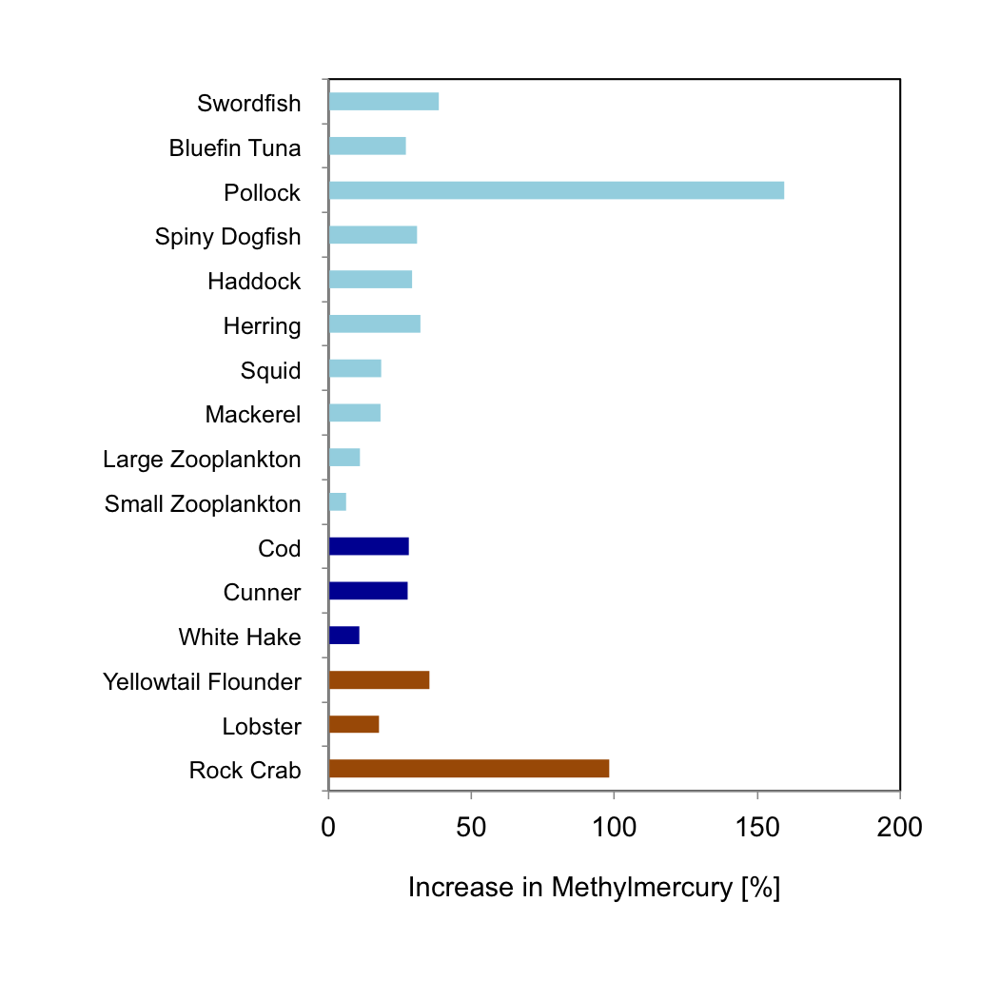 Swordfish
Bluefin Tuna
Pollock
Spiny Dogfish
Haddock
Herring
Squid
Mackerel
Large Zooplankton
Small Zooplankton
Cod
Cunner
White Hake
Yellowtail Flounder
Lobster
Rock Crab
0 50 100 150 200
Increase in Methylmercury [%]